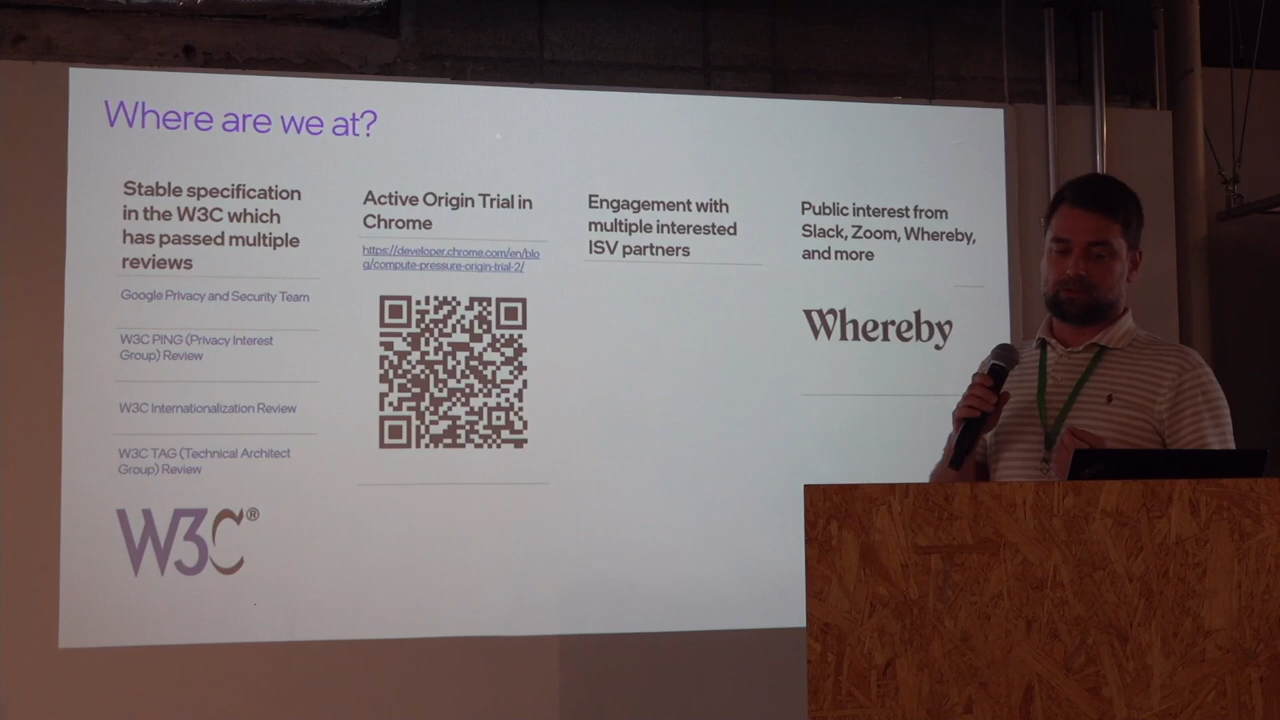 Where are we at?
Stable specification
in the W3C which
has passed multiple
reviews
Google Privacy and Security Team
W3C PING (Privacy Interest
Group) Review
W3C Internationalization Review
W3C TAG (Technical Architect
Group) Review
W3C®
Active Origin Trial in
Chrome
https://developer.chrome.com/en/blo
g/compute-pressure-origin-trial-2/
Engagement with
multiple interested
ISV partners
Public interest from
Slack, Zoom, Whereby,
and more
Whereby